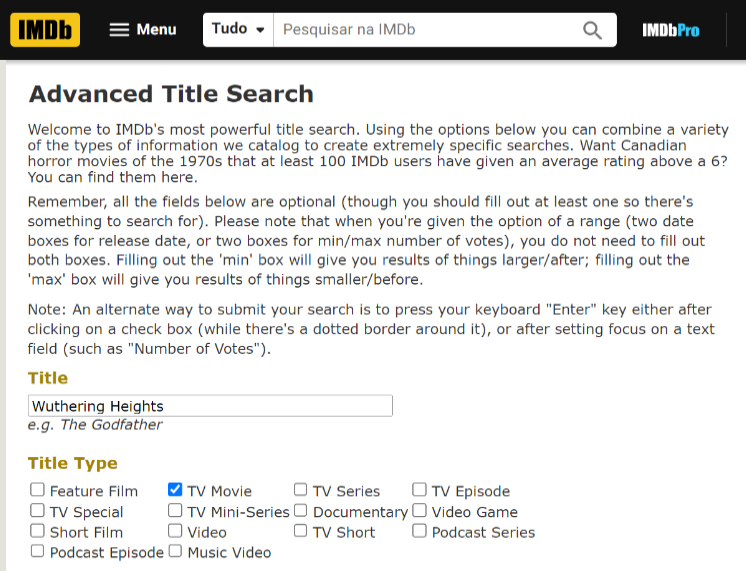 IMDb Menu Tudo Pesquisar na IMDb IMDbPro
Advanced Title Search
Welcome to IMDb's most powerful title search. Using the options below you can combine a variety
of the types of information we catalog to create extremely specific searches. Want Canadian
horror movies of the 1970s that at least 100 IMDb users have given an average rating above a 6?
You can find them here.
Remember, all the fields below are optional (though you should fill out at least one so there's
something to search for). Please note that when you're given the option of a range (two date
boxes for release date, or two boxes for min/max number of votes), you do not need to fill out
both boxes. Filling out the 'min' box will give you results of things larger/after; filling out the
'max' box will give you results of things smaller/before.
Note: An alternate way to submit your search is to press your keyboard "Enter" key either after
clicking on a check box (while there's a dotted border around it), or after setting focus on a text
field (such as "Number of Votes").
Title
Wuthering Heights
e.g. The Godfather
Title Type
Feature Film TV Movie TV Series TV Episode
TV Special TV Mini-Series Documentary Video Game
Short Film Video TV Short Podcast Series
Podcast Episode Music Video